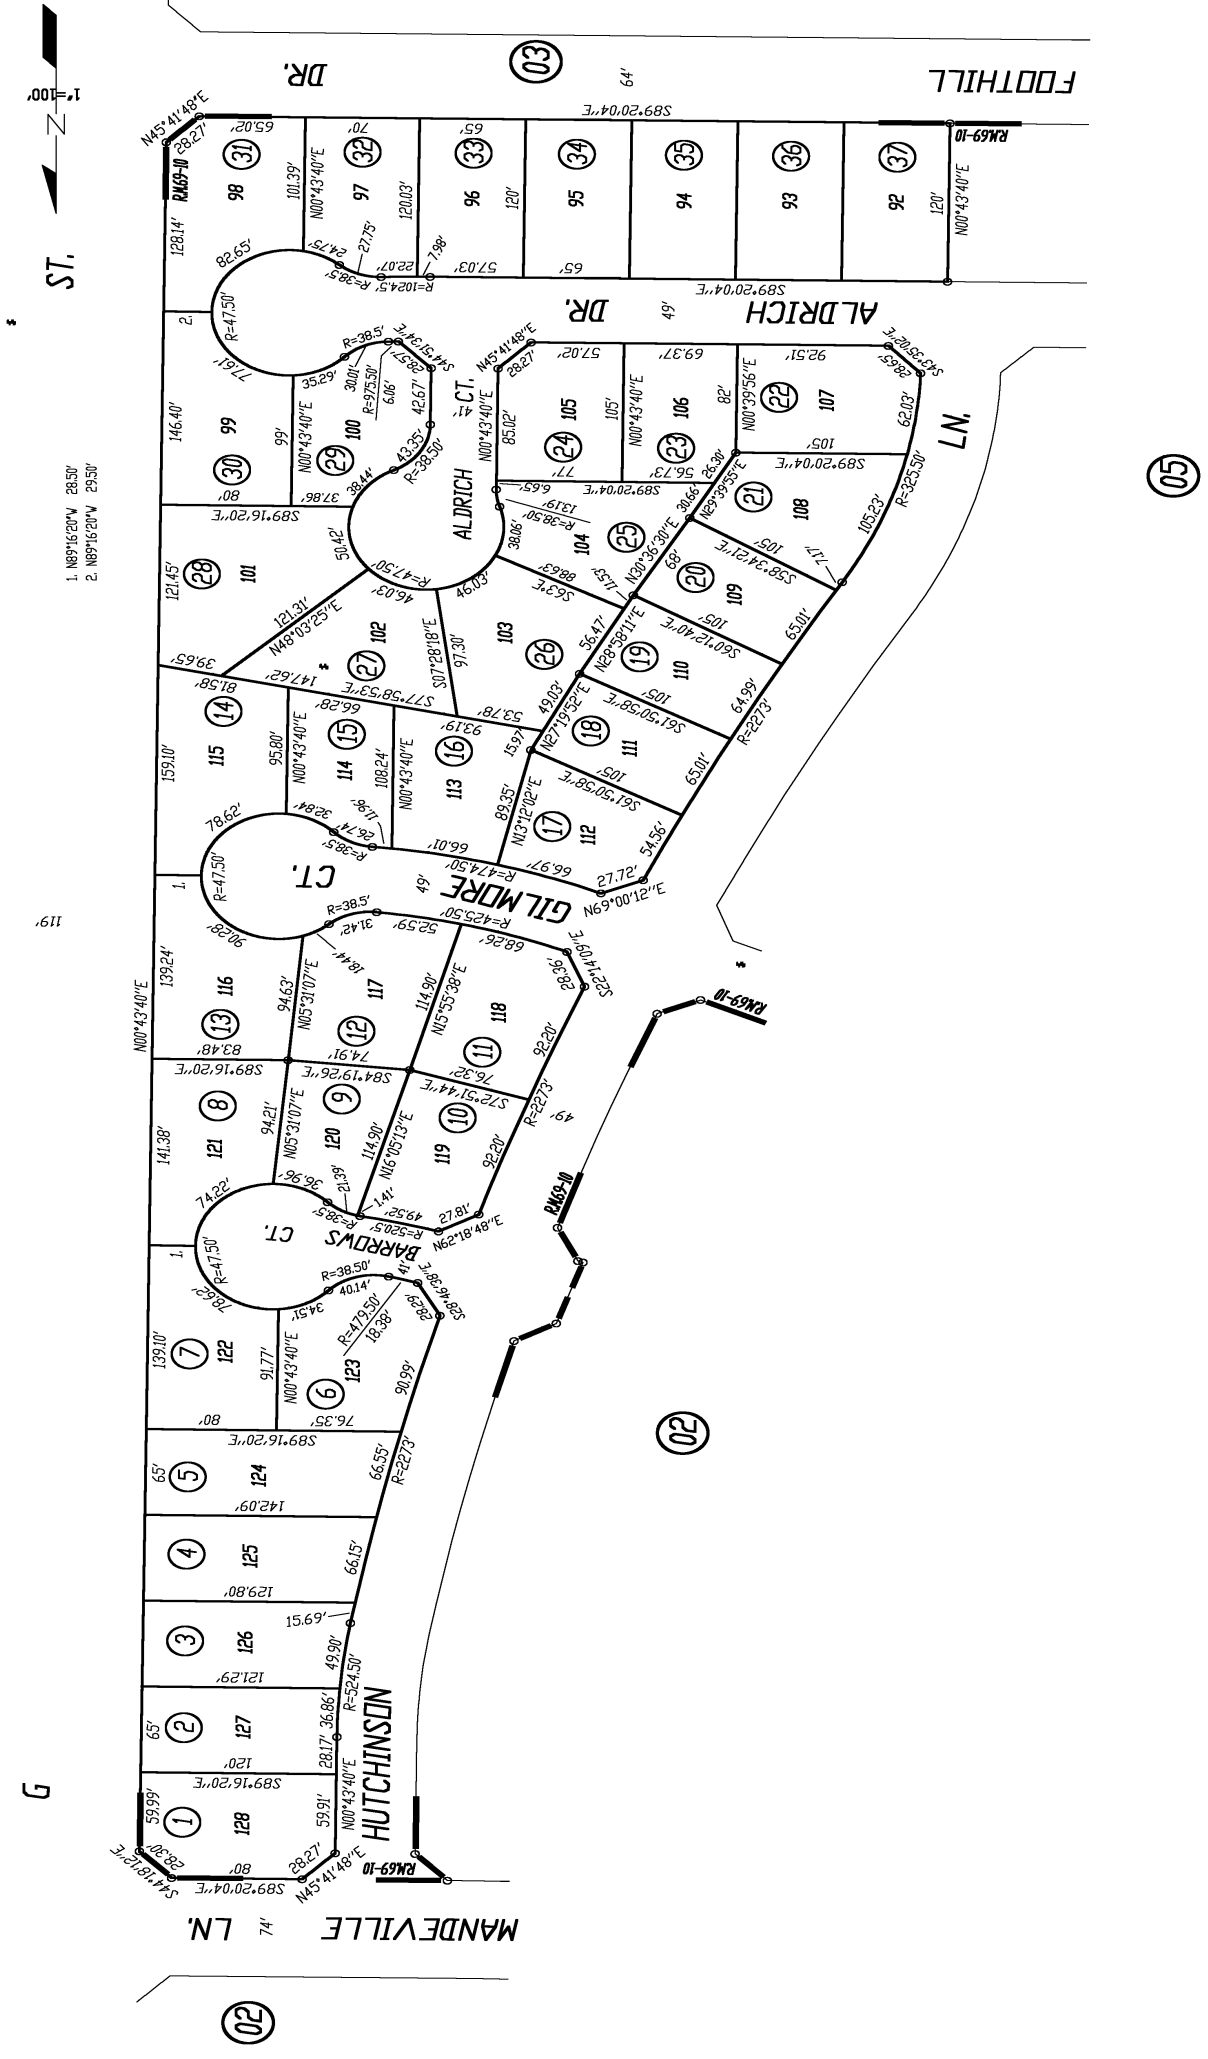 1"=100'
N
ST.
G
119'
1. N89°16'20"W 28.50'
2. N89°16'20"W 29.50'
FOOTHILL
DR.
64'
03
S89°20'04"E
N45°41'48"E
28.27'
RM.69-10
RM.69-10
65.02'
31
98
128.14'
101.39'
N00°43'40"E
70'
32
97
120.03'
65'
33
96
120'
34
95
35
94
36
93
37
92
120'
N00°43'40"E
82.65'
R=47.50'
77.61'
24.75'
R=38.5'
27.75'
22.07'
R=1024.5'
7.98'
57.03'
65'
S89°20'04"E
ALDRICH
DR.
49'
2.
146.40'
99
30
80'
S89°16'20"E
99'
N00°43'40"E
35.29'
100
29
37.86'
R=38.5'
30.01'
R=975.50'
6.06'
S44°51'34"E
28.57'
42.67'
43.35'
R=38.50'
38.44'
ALDRICH
CT.
41'
N45°41'48"E
28.27'
N00°43'40"E
85.02'
57.02'
105
24
77'
105'
N00°43'40"E
69.37'
106
23
56.73'
82'
N00°39'56"E
92.51'
22
107
S43°35'02"E
28.65'
62.03'
LN.
105'
S89°20'04"E
R=325.50'
105.23'
S89°20'04"E
6.65'
13.19'
R=38.50'
38.06'
26.30'
N29°39'55"E
21
108
30.66'
N30°36'30"E
68'
104
25
11.53'
88.63'
S63°E
105'
S58°34'21"E
7.17'
20
109
105'
S60°12'40"E
65.01'
05
121.45'
28
101
50.42'
R=47.50'
46.03'
46.03'
121.31'
N48°03'25"E
102
27
S07°28'18"E
97.30'
103
26
56.47'
N28°58'11"E
19
110
105'
S61°50'58"E
64.99'
R=2273'
39.65'
147.62'
S77°58'53"E
53.78'
49.03'
N27°19'52"E
18
111
105'
S61°50'58"E
65.01'
81.58'
14
115
159.10'
95.80'
N00°43'40"E
66.28'
15
114
108.24'
N00°43'40"E
93.19'
16
113
15.97'
89.35'
N13°12'02"E
17
112
54.56'
78.62'
R=47.50'
32.84'
26.74'
R=38.5'
11.96'
66.01'
R=474.50'
66.97'
27.72'
N69°00'12"E
GILMORE
CT.
49'
1.
90.28'
R=38.5'
31.42'
18.44'
52.59'
R=425.50'
68.26'
28.36'
S22°14'09"E
139.24'
N00°43'40"E
116
13
83.48'
S89°16'20"E
94.63'
N05°31'07"E
117
12
74.91'
S84°19'26"E
114.90'
N15°55'38"E
118
11
76.32'
S72°51'44"E
92.20'
R=2273'
49'
RM.69-10
8
121
141.38'
94.21'
N05°31'07"E
9
120
114.90'
N16°05'13"E
10
119
92.20'
RM.69-10
74.22'
R=47.50'
36.96'
21.39'
R=38.5'
1.41'
49.52'
R=520.5'
27.81'
N62°18'48"E
BARROWS
CT.
41'
1.
78.62'
34.51'
R=38.50'
40.14'
R=479.50'
18.38'
28.29'
S28°46'38"E
139.10'
7
122
80'
S89°16'20"E
91.77'
N00°43'40"E
6
123
76.35'
90.99'
02
65'
5
124
142.09'
66.55'
R=2273'
4
125
129.80'
66.15'
3
126
121.29'
15.69'
49.90'
R=524.50'
65'
2
127
120'
S89°16'20"E
36.86'
28.17'
59.99'
1
128
59.91'
N00°43'40"E
HUTCHINSON
28.30'
S44°18'12"E
80'
S89°20'04"E
28.27'
N45°41'48"E
RM.69-10
MANDEVILLE
LN.
74'
02